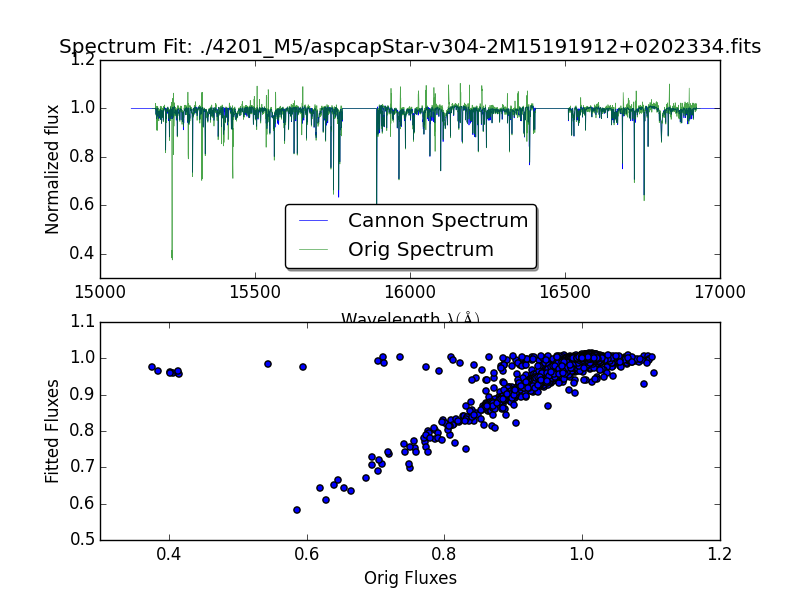 Spectrum Fit: ./4201_M5/aspcapStar-v304-2M15191912+0202334.fits
1.2
1.0
0.8
0.6
0.4
Normalized flux
Cannon Spectrum
Orig Spectrum
15000 15500 16000 16500 17000
Wavelength λ(Å)
1.1
1.0
0.9
0.8
0.7
0.6
0.5
Fitted Fluxes
0.4 0.6 0.8 1.0 1.2
Orig Fluxes